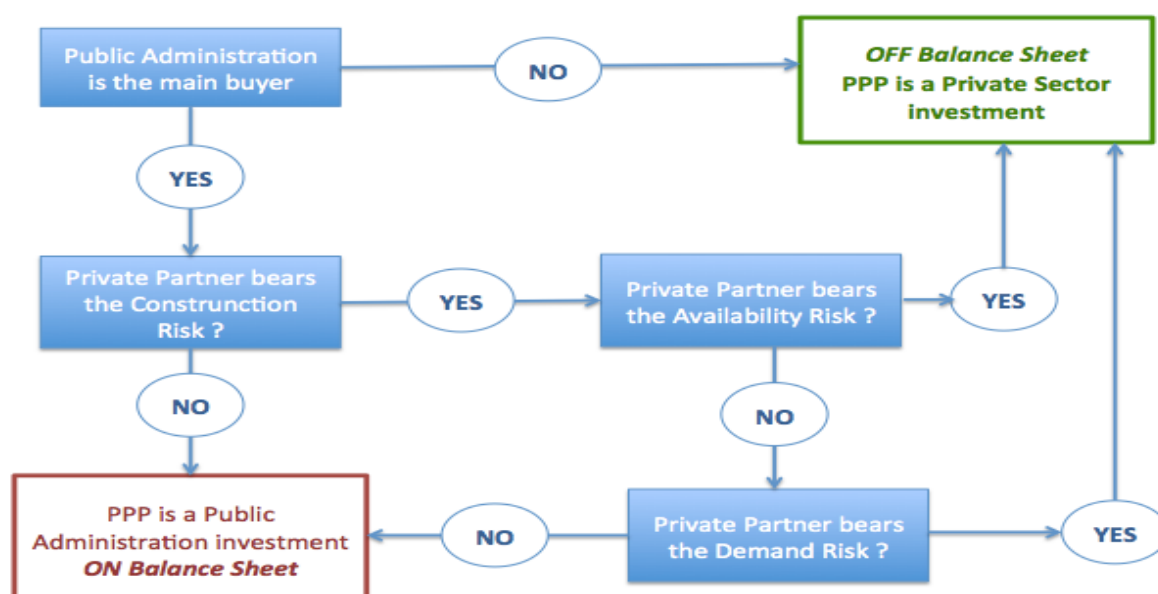 Public Administration
is the main buyer
NO
OFF Balance Sheet
PPP is a Private Sector
investment
YES
Private Partner bears
the Construnction
Risk ?
YES
Private Partner bears
the Availability Risk ?
YES
NO
NO
PPP is a Public
Administration investment
ON Balance Sheet
NO
Private Partner bears
the Demand Risk ?
YES